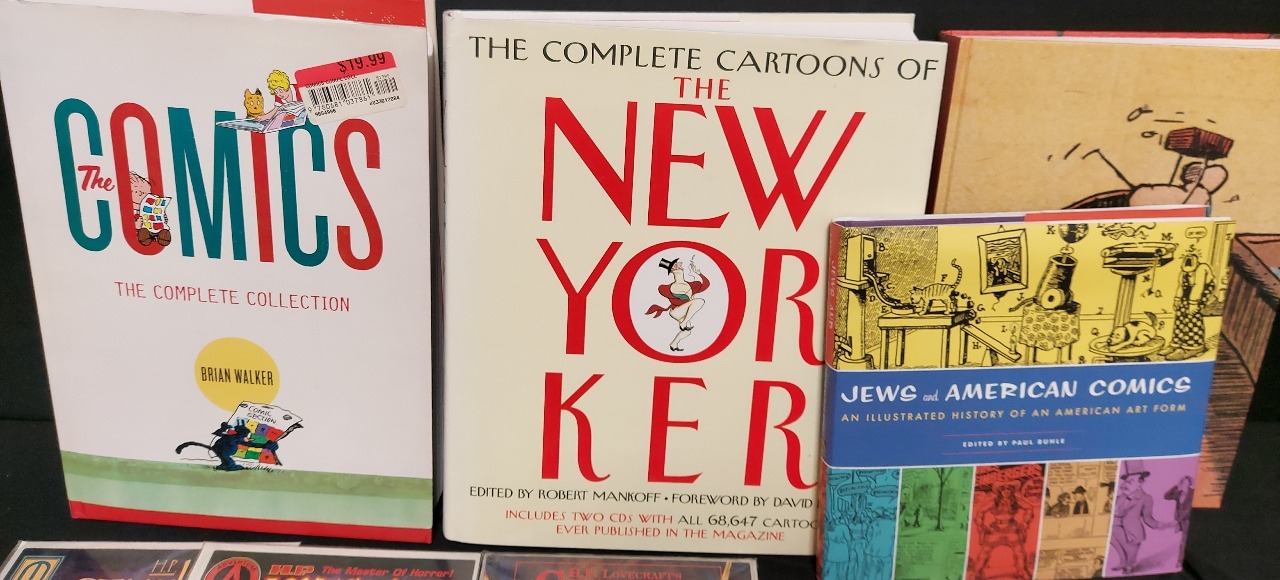 $19.99
The
COMICS
THE COMPLETE COLLECTION
BRIAN WALKER
COMIC
SECTION
THE COMPLETE CARTOONS OF
THE
NEW
YOR
KER
EDITED BY ROBERT MANKOFF • FOREWORD BY DAVID
INCLUDES TWO CDs WITH ALL 68,647 CARTOO
EVER PUBLISHED IN THE MAGAZINE
JEWS and AMERICAN COMICS
AN ILLUSTRATED HISTORY OF AN AMERICAN ART FORM
EDITED BY PAUL BUHLE
H.P.
H.P. The Master Of Horror!
H.P. LOVECRAFT'S